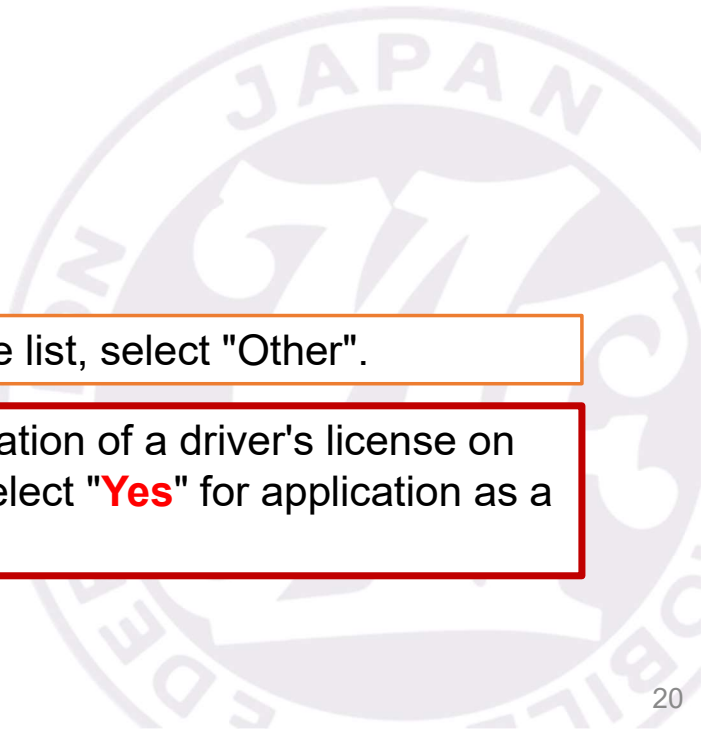 JAPAN
e list, select "Other".
ation of a driver's license on
elect "Yes" for application as a
20